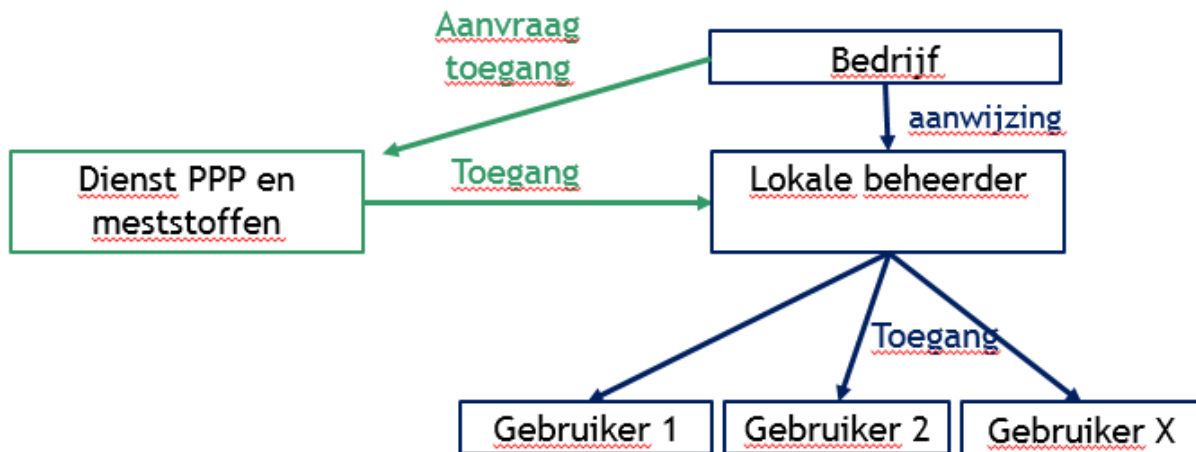 Aanvraag
toegang
Bedrijf
aanwijzing
Dienst PPP en
meststoffen
Toegang
Lokale beheerder
Toegang
Gebruiker 1
Gebruiker 2
Gebruiker X